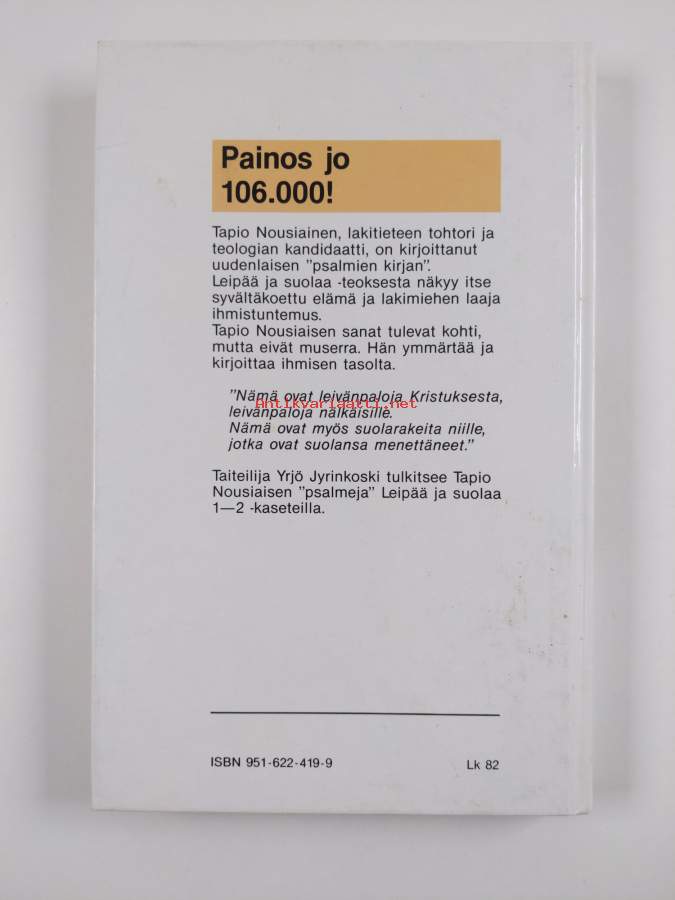 Painos jo
106.000!
Tapio Nousiainen, lakitieteen tohtori ja
teologian kandidaatti, on kirjoittanut
uudenlaisen ”psalmien kirjan”.
Leipää ja suolaa -teoksesta näkyy itse
syvältäkoettu elämä ja lakimiehen laaja
ihmistuntemus.
Tapio Nousiaisen sanat tulevat kohti,
mutta eivät muserra. Hän ymmärtää ja
kirjoittaa ihmisen tasolta.
”Nämä ovat leivänpaloja Kristuksesta,
Antikvariaatti.net
leivänpaloja nälkäisille.
Nämä ovat myös suolarakeita niille,
jotka ovat suolansa menettäneet.”
Taiteilija Yrjö Jyrinkoski tulkitsee Tapio
Nousiaisen ”psalmeja” Leipää ja suolaa
1—2 -kaseteilla.
ISBN 951-622-419-9
Lk 82